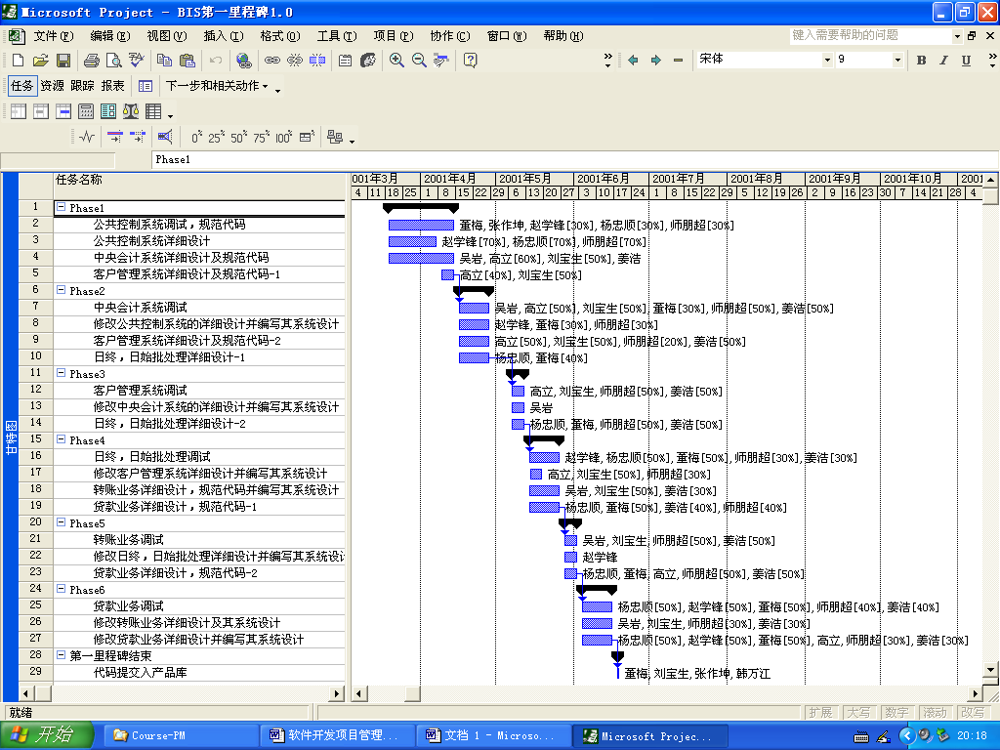 Microsoft Project - BIS第一里程碑1.0
文件(F) 编辑(E) 视图(V) 插入(I) 格式(O) 工具(T) 项目(P) 协作(C) 窗口(W) 帮助(H) 键入需要帮助的问题
宋体 9 B I U
任务 资源 跟踪 报表 下一步和相关动作
0% 25% 50% 75% 100%
Phase1
任务名称
001年3月 2001年4月 2001年5月 2001年6月 2001年7月 2001年8月 2001年9月 2001年10月 2001
4 11 18 25 1 8 15 22 29 6 13 20 27 3 10 17 24 1 8 15 22 29 5 12 19 26 2 9 16 23 30 7 14 21 28 4
1 Phase1
2 公共控制系统调试，规范代码 董梅,张作坤,赵学锋[30%],杨忠顺[30%],师朋超[30%]
3 公共控制系统详细设计 赵学锋[70%],杨忠顺[70%],师朋超[70%]
4 中央会计系统详细设计及规范代码 吴岩,高立[60%],刘宝生[50%],姜浩
5 客户管理系统详细设计及规范代码-1 高立[40%],刘宝生[50%]
6 Phase2
7 中央会计系统调试 吴岩,高立[50%],刘宝生[50%],董梅[30%],师朋超[50%],姜浩[50%]
8 修改公共控制系统的详细设计并编写其系统设计 赵学锋,董梅[30%],师朋超[30%]
9 客户管理系统详细设计及规范代码-2 高立[50%],刘宝生[50%],师朋超[20%],姜浩[50%]
10 日终，日始批处理详细设计-1 杨忠顺,董梅[40%]
11 Phase3
12 客户管理系统调试 高立,刘宝生,师朋超[50%],姜浩[50%]
13 修改中央会计系统的详细设计并编写其系统设计 吴岩
14 日终，日始批处理详细设计-2 杨忠顺,董梅,师朋超[50%],姜浩[50%]
15 Phase4
16 日终，日始批处理调试 赵学锋,杨忠顺[50%],董梅[50%],师朋超[30%],姜浩[30%]
17 修改客户管理系统详细设计并编写其系统设计 高立,刘宝生[50%],师朋超[30%]
18 转账业务详细设计，规范代码并编写其系统设计 吴岩,刘宝生[50%],姜浩[30%]
19 贷款业务详细设计，规范代码-1 杨忠顺,董梅[50%],姜浩[40%],师朋超[40%]
20 Phase5
21 转账业务调试 吴岩,刘宝生,师朋超[50%],姜浩[50%]
22 修改日终，日始批处理详细设计并编写其系统设计 赵学锋
23 贷款业务详细设计，规范代码-2 杨忠顺,董梅,高立,师朋超[50%],姜浩[50%]
24 Phase6
25 贷款业务调试 杨忠顺[50%],赵学锋[50%],董梅[50%],师朋超[40%],姜浩[40%]
26 修改转账业务详细设计及其系统设计 吴岩,刘宝生,师朋超[30%],姜浩[30%]
27 修改贷款业务详细设计并编写其系统设计 杨忠顺[50%],赵学锋[50%],董梅[50%],高立,师朋超[30%],姜浩[30%]
28 第一里程碑结束
29 代码提交入产品库 董梅,刘宝生,张作坤,韩万江
甘特图
就绪 扩展 大写 数字 滚动 改写
开始 Course-PM 软件开发项目管理... 文档 1 - Microso... Microsoft Projec... 20:18